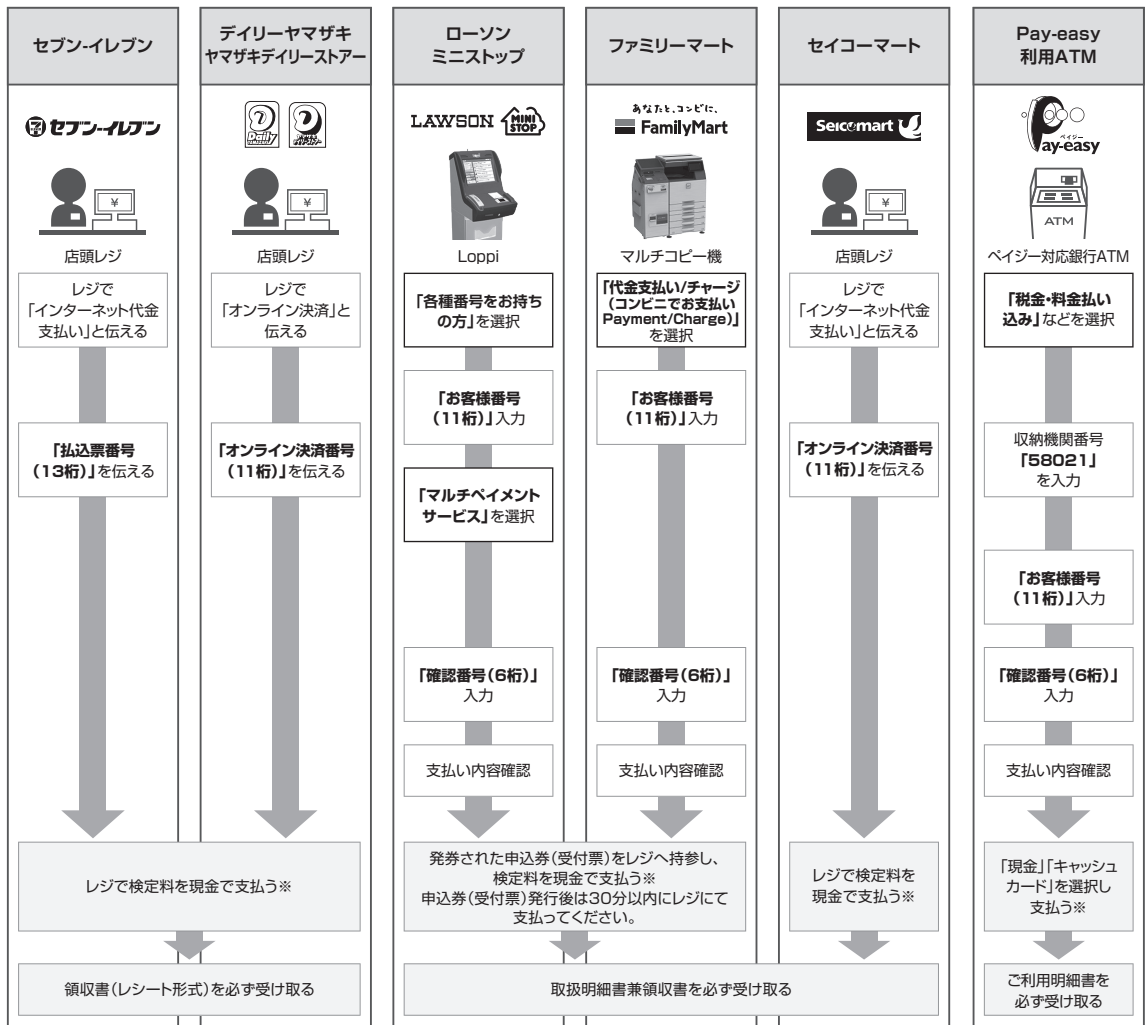 セブン-イレブン
セブン-イレブン
店頭レジ
レジで
「インターネット代金
支払い」と伝える
「払込票番号
(13桁)」を伝える
デイリーヤマザキ
ヤマザキデイリーストアー
Daily
店頭レジ
レジで
「オンライン決済」と
伝える
「オンライン決済番号
(11桁)」を伝える
レジで検定料を現金で支払う※
領収書(レシート形式)を必ず受け取る
ローソン
ミニストップ
LAWSON MINI
STOP
Loppi
「各種番号をお持ち
の方」を選択
「お客様番号
(11桁)」入力
「マルチペイメント
サービス」を選択
「確認番号(6桁)」
入力
支払い内容確認
ファミリーマート
あなたと、コンビに、
FamilyMart
マルチコピー機
「代金支払い/チャージ
(コンビニでお支払い
Payment/Charge)」
を選択
「お客様番号
(11桁)」入力
「確認番号(6桁)」
入力
支払い内容確認
発券された申込券(受付票)をレジへ持参し、
検定料を現金で支払う※
申込券(受付票)発行後は30分以内にレジにて
支払ってください。
セイコーマート
Seicomart
店頭レジ
レジで
「インターネット代金
支払い」と伝える
「オンライン決済番号
(11桁)」を伝える
レジで検定料を
現金で支払う※
取扱明細書兼領収書を必ず受け取る
Pay-easy
利用ATM
ペイジー
Pay-easy
ATM
ペイジー対応銀行ATM
「税金・料金払い
込み」などを選択
収納機関番号
「58021」
を入力
「お客様番号
(11桁)」入力
「確認番号(6桁)」
入力
支払い内容確認
「現金」「キャッシュ
カード」を選択し
支払う※
ご利用明細書を
必ず受け取る